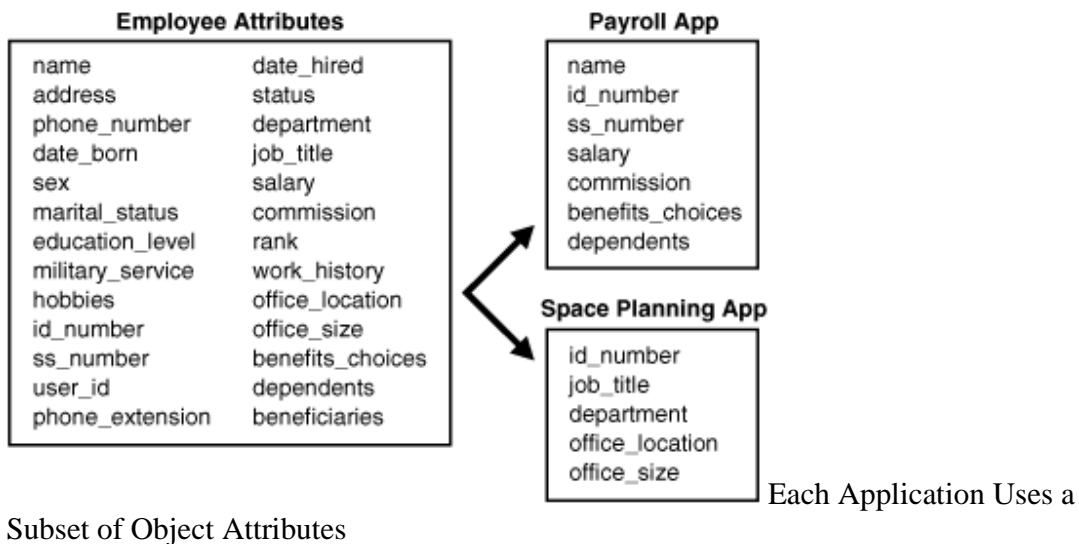 Employee Attributes
name date_hired
address status
phone_number department
date_born job_title
sex salary
marital_status commission
education_level rank
military_service work_history
hobbies office_location
id_number office_size
ss_number benefits_choices
user_id dependents
phone_extension beneficiaries
Payroll App
name
id_number
ss_number
salary
commission
benefits_choices
dependents
Space Planning App
id_number
job_title
department
office_location
office_size
Each Application Uses a
Subset of Object Attributes